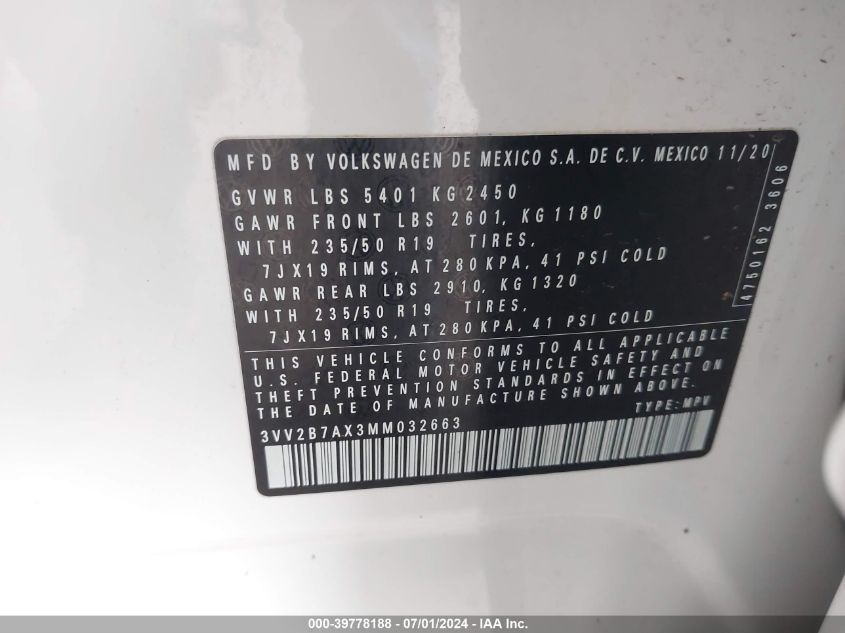 MFD BY VOLKSWAGEN DE MEXICO S.A. DE C.V. MEXICO 11/20
GVWR LBS 5401 KG 2450
GAWR FRONT LBS 2601, KG 1180
WITH 235/50 R19 TIRES,
7JX19 RIMS, AT 280 KPA, 41 PSI COLD
GAWR REAR LBS 2910, KG 1320
WITH 235/50 R19 TIRES,
7JX19 RIMS, AT 280 KPA, 41 PSI COLD
4750162 3606
THIS VEHICLE CONFORMS TO ALL APPLICABLE
U.S. FEDERAL MOTOR VEHICLE SAFETY AND
THEFT PREVENTION STANDARDS IN EFFECT ON
THE DATE OF MANUFACTURE SHOWN ABOVE.
TYPE: MPV
3VV2B7AX3MM032663
000-39778188 - 07/01/2024 - IAA Inc.